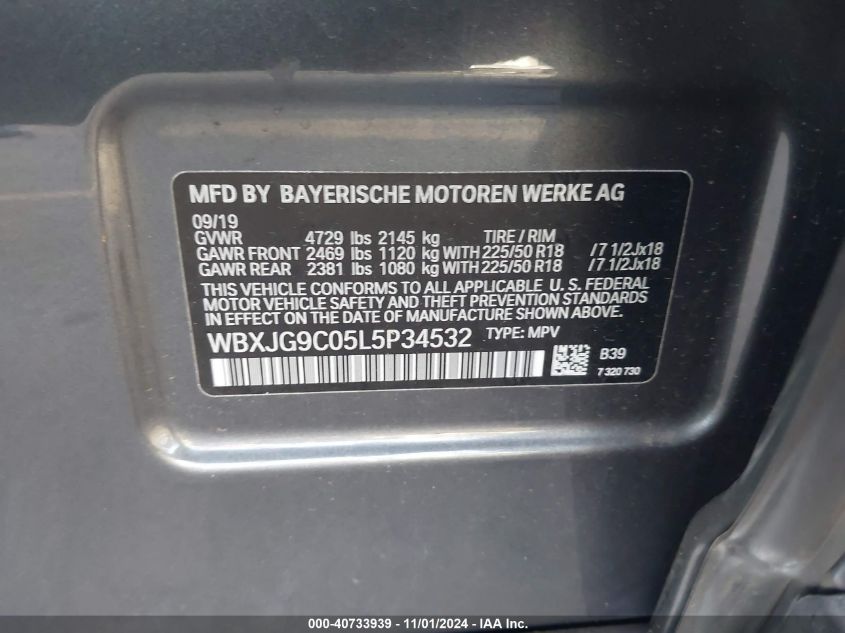 MFD BY BAYERISCHE MOTOREN WERKE AG
09/19
GVWR 4729 lbs 2145 kg TIRE / RIM
GAWR FRONT 2469 lbs 1120 kg WITH 225/50 R18 /7 1/2Jx18
GAWR REAR 2381 lbs 1080 kg WITH 225/50 R18 /7 1/2Jx18
THIS VEHICLE CONFORMS TO ALL APPLICABLE U. S. FEDERAL
MOTOR VEHICLE SAFETY AND THEFT PREVENTION STANDARDS
IN EFFECT ON THE DATE OF MANUFACTURE SHOWN ABOVE.
WBXJG9C05L5P34532 TYPE: MPV
B39
7 320 730
000-40733939 - 11/01/2024 - IAA Inc.